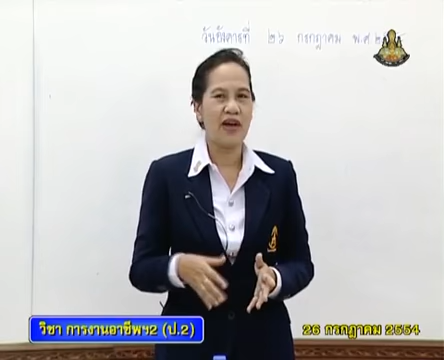 วันอังคารที่ ๒๖ กรกฎาคม พ.ศ.๒
วิชา การงานอาชีพฯ2 (ป.2)
26 กรกฎาคม 2554